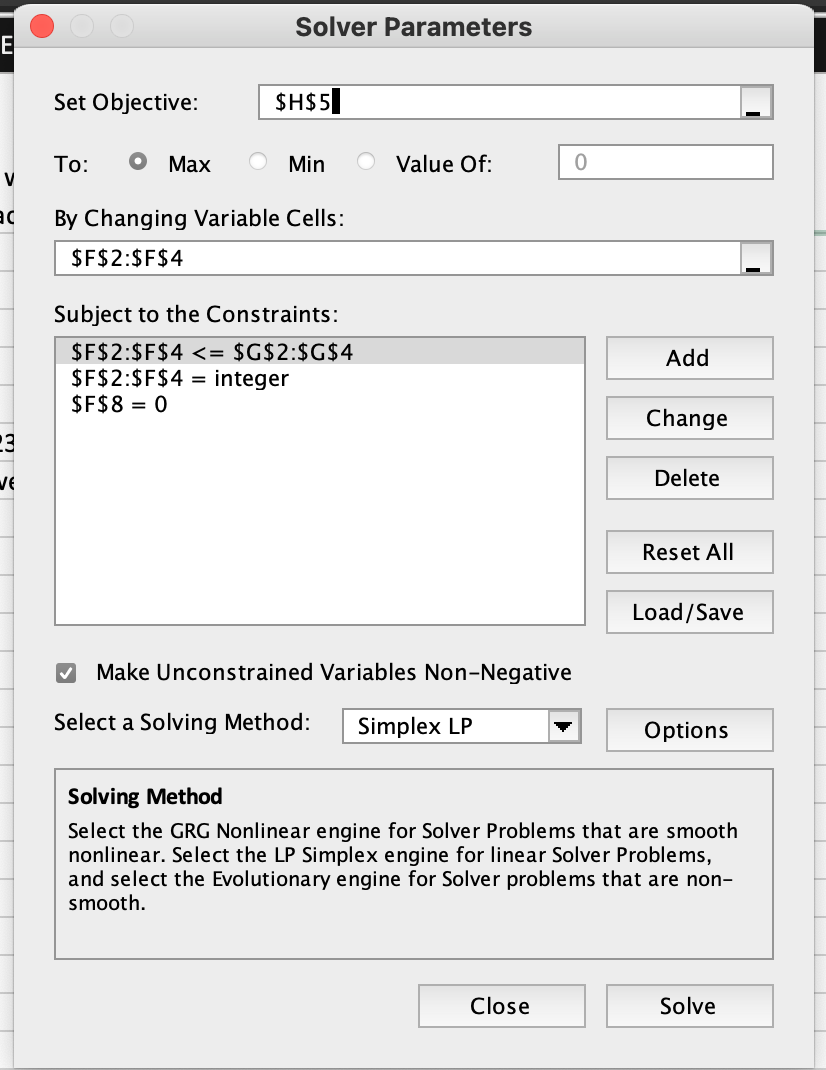 Solver Parameters
Set Objective: $H$5
To: Max Min Value Of: 0
By Changing Variable Cells:
$F$2:$F$4
Subject to the Constraints:
$F$2:$F$4 <= $G$2:$G$4
$F$2:$F$4 = integer
$F$8 = 0
Add
Change
Delete
Reset All
Load/Save
Make Unconstrained Variables Non-Negative
Select a Solving Method: Simplex LP Options
Solving Method
Select the GRG Nonlinear engine for Solver Problems that are smooth
nonlinear. Select the LP Simplex engine for linear Solver Problems,
and select the Evolutionary engine for Solver problems that are non-
smooth.
Close Solve